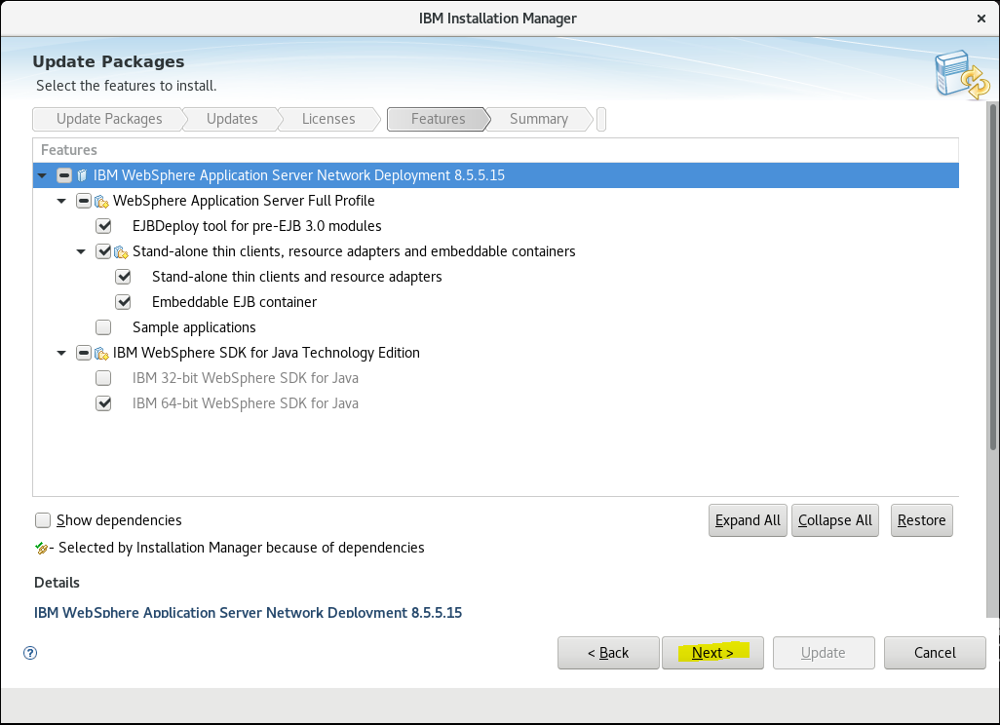 IBM Installation Manager
Update Packages
Select the features to install.
Update Packages Updates Licenses Features Summary
Features
IBM WebSphere Application Server Network Deployment 8.5.5.15
WebSphere Application Server Full Profile
EJBDeploy tool for pre-EJB 3.0 modules
Stand-alone thin clients, resource adapters and embeddable containers
Stand-alone thin clients and resource adapters
Embeddable EJB container
Sample applications
IBM WebSphere SDK for Java Technology Edition
IBM 32-bit WebSphere SDK for Java
IBM 64-bit WebSphere SDK for Java
Show dependencies Expand All Collapse All Restore
- Selected by Installation Manager because of dependencies
Details
IBM WebSphere Application Server Network Deployment 8.5.5.15
? < Back Next > Update Cancel